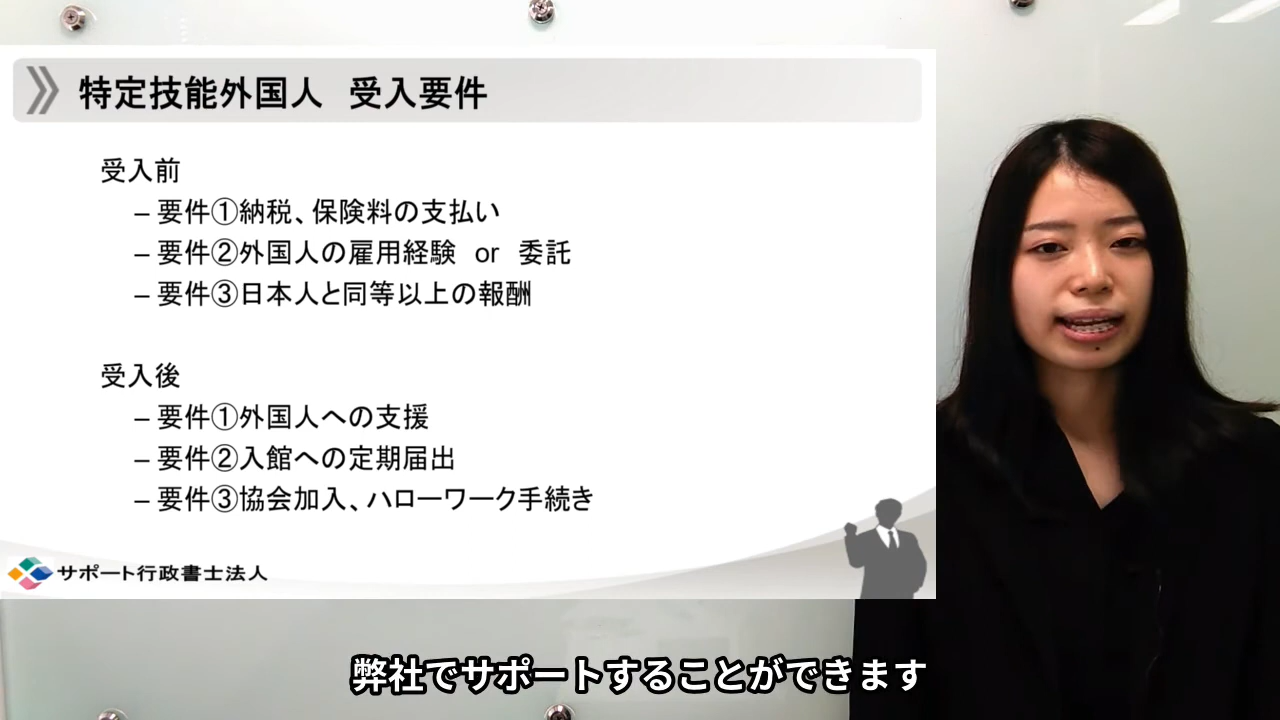 特定技能外国人　受入要件
受入前
– 要件①納税、保険料の支払い
– 要件②外国人の雇用経験　or　委託
– 要件③日本人と同等以上の報酬
受入後
– 要件①外国人への支援
– 要件②入館への定期届出
– 要件③協会加入、ハローワーク手続き
サポート行政書士法人
弊社でサポートすることができます